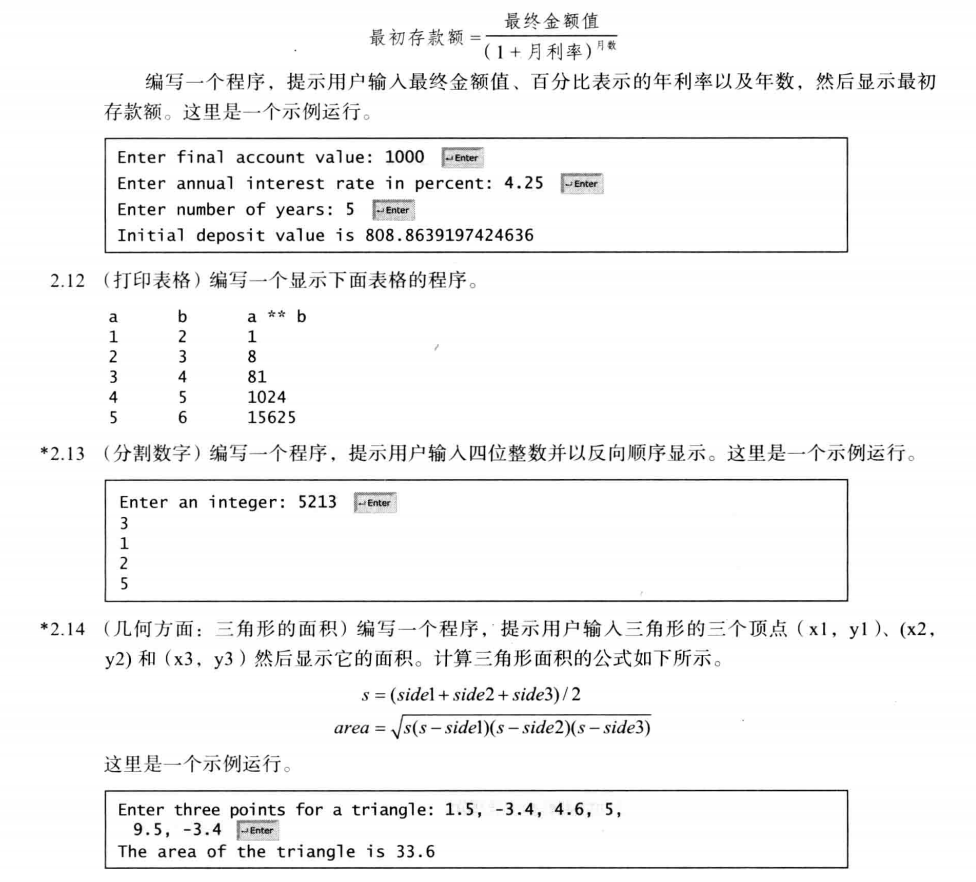 最初存款额 = 最终金额值 / (1 + 月利率)^月数
编写一个程序，提示用户输入最终金额值、百分比表示的年利率以及年数，然后显示最初
存款额。这里是一个示例运行。
Enter final account value: 1000 Enter
Enter annual interest rate in percent: 4.25 Enter
Enter number of years: 5 Enter
Initial deposit value is 808.8639197424636
2.12 （打印表格）编写一个显示下面表格的程序。
a b a ** b
1 2 1
2 3 8
3 4 81
4 5 1024
5 6 15625
*2.13 （分割数字）编写一个程序，提示用户输入四位整数并以反向顺序显示。这里是一个示例运行。
Enter an integer: 5213 Enter
3
1
2
5
*2.14 （几何方面：三角形的面积）编写一个程序，提示用户输入三角形的三个顶点（x1，y1）、(x2，
y2) 和（x3，y3）然后显示它的面积。计算三角形面积的公式如下所示。
s = (side1 + side2 + side3) / 2
area = √s(s − side1)(s − side2)(s − side3)
这里是一个示例运行。
Enter three points for a triangle: 1.5, -3.4, 4.6, 5,
9.5, -3.4 Enter
The area of the triangle is 33.6